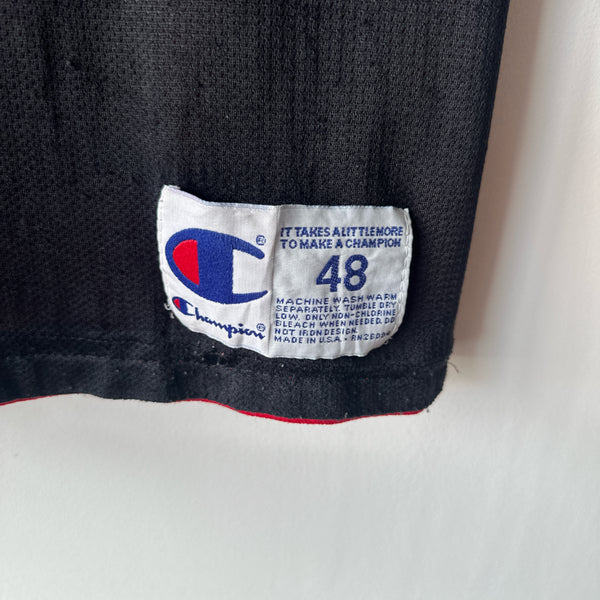 IT TAKES A LITTLE MORE
TO MAKE A CHAMPION
®
48
Champion®
MACHINE WASH WARM
SEPARATELY. TUMBLE DRY
LOW. ONLY NON-CHLORINE
BLEACH WHEN NEEDED. DO
NOT IRON DESIGN.
MADE IN U.S.A. -